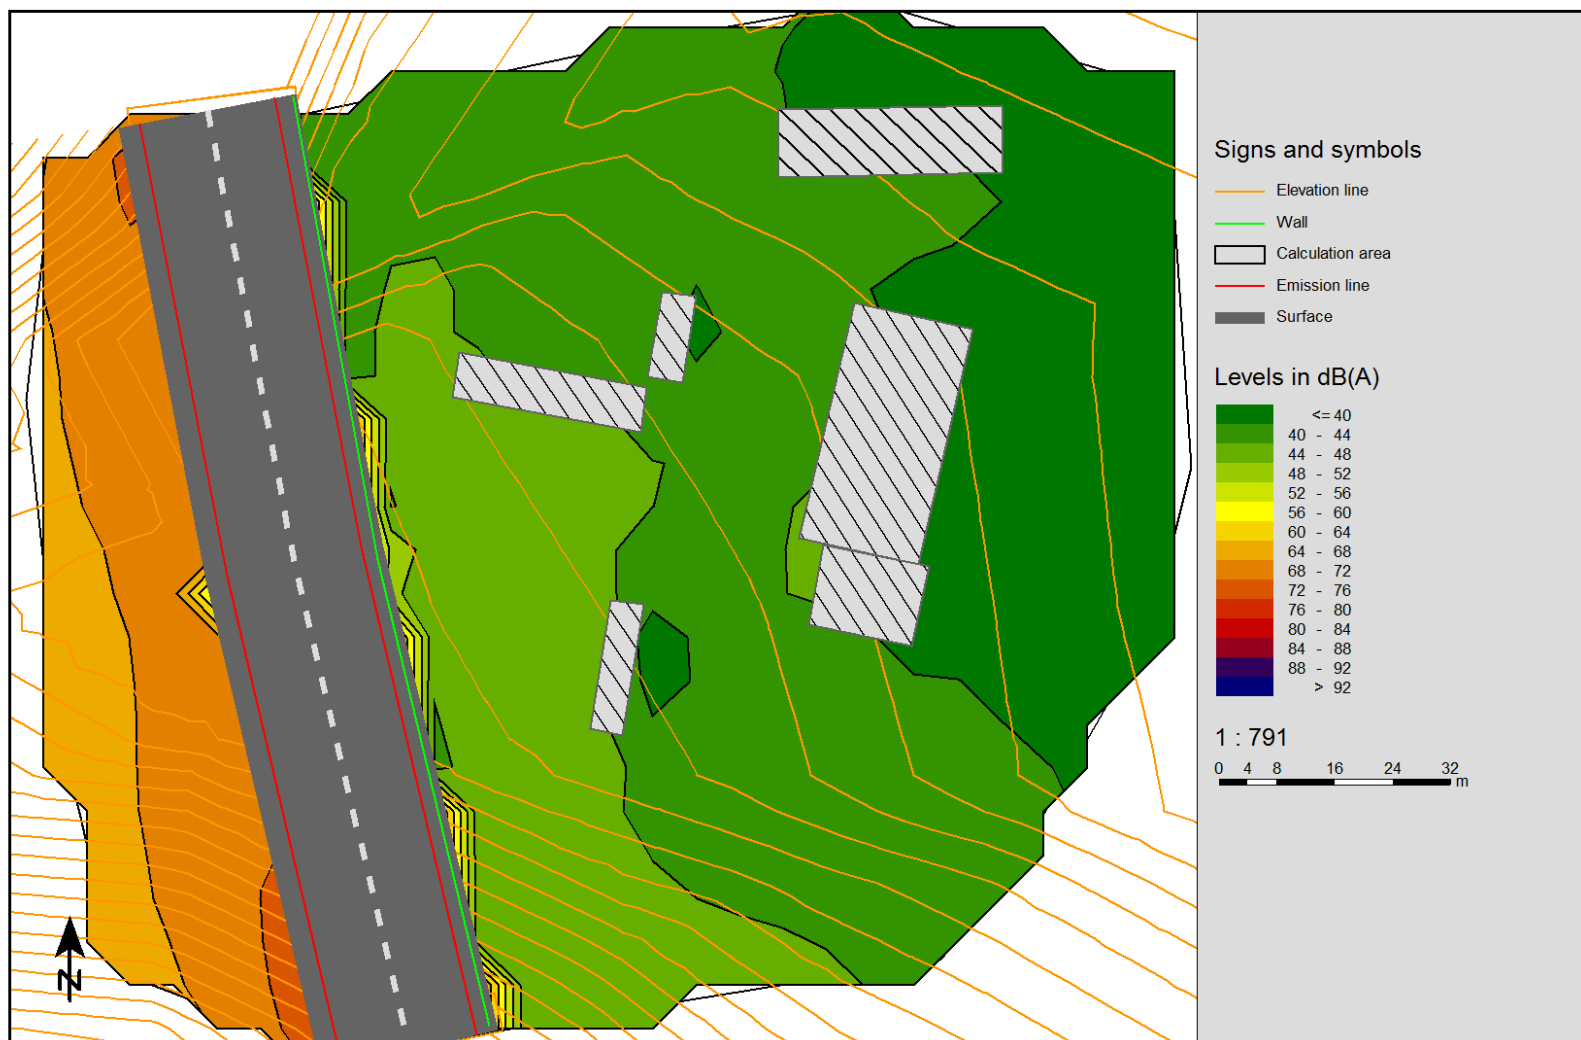 Signs and symbols
Elevation line
Wall
Calculation area
Emission line
Surface
Levels in dB(A)
<= 40
40 - 44
44 - 48
48 - 52
52 - 56
56 - 60
60 - 64
64 - 68
68 - 72
72 - 76
76 - 80
80 - 84
84 - 88
88 - 92
> 92
1 : 791
0 4 8 16 24 32
m
N